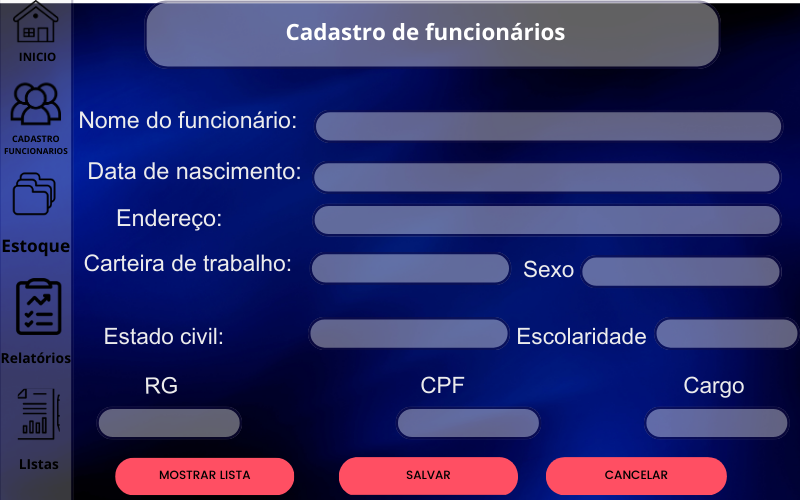 Cadastro de funcionários
INICIO
CADASTRO
FUNCIONARIOS
Estoque
Relatórios
LIstas
Nome do funcionário:
Data de nascimento:
Endereço:
Carteira de trabalho:
Sexo
Estado civil:
Escolaridade
RG
CPF
Cargo
MOSTRAR LISTA
SALVAR
CANCELAR